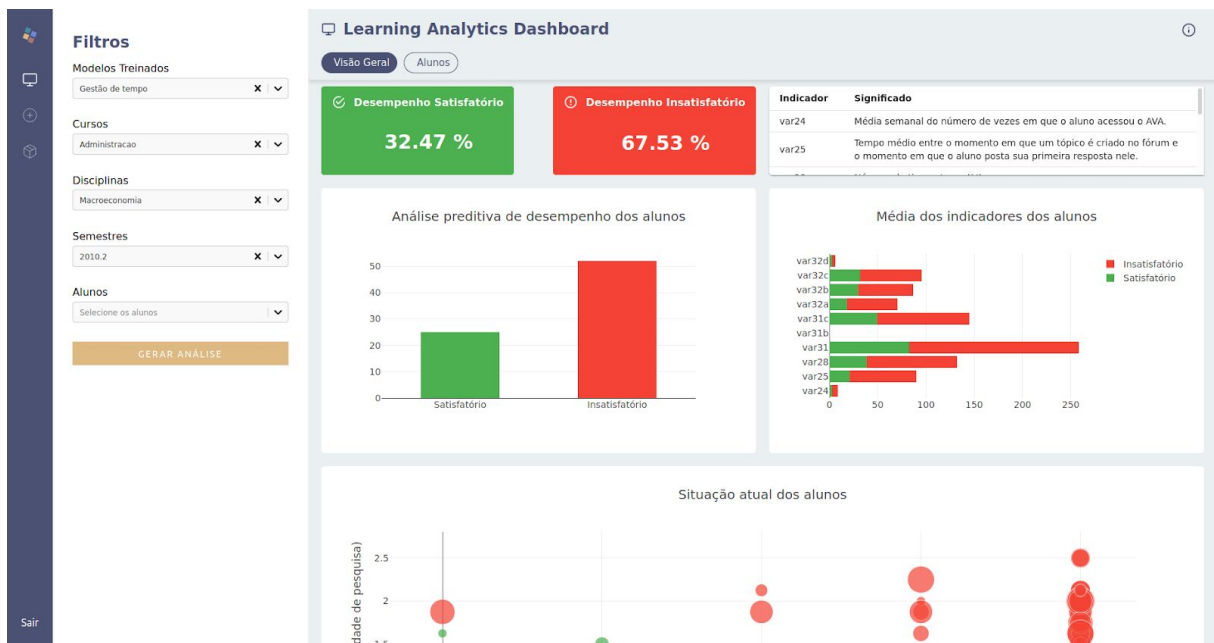 Filtros
Modelos Treinados
Gestão de tempo
Cursos
Administracao
Disciplinas
Macroeconomia
Semestres
2010.2
Alunos
Selecione os alunos
GERAR ANÁLISE
Sair
Learning Analytics Dashboard
Visão Geral
Alunos
Desempenho Satisfatório
32.47 %
Desempenho Insatisfatório
67.53 %
Indicador Significado
var24 Média semanal do número de vezes em que o aluno acessou o AVA.
var25 Tempo médio entre o momento em que um tópico é criado no fórum e
o momento em que o aluno posta sua primeira resposta nele.
Análise preditiva de desempenho dos alunos
50
40
30
20
10
0
Satisfatório Insatisfatório
Média dos indicadores dos alunos
var32d
var32c
var32b
var32a
var31c
var31b
var31
var28
var25
var24
0 50 100 150 200 250
Insatisfatório
Satisfatório
Situação atual dos alunos
2.5
2
dade de pesquisa)